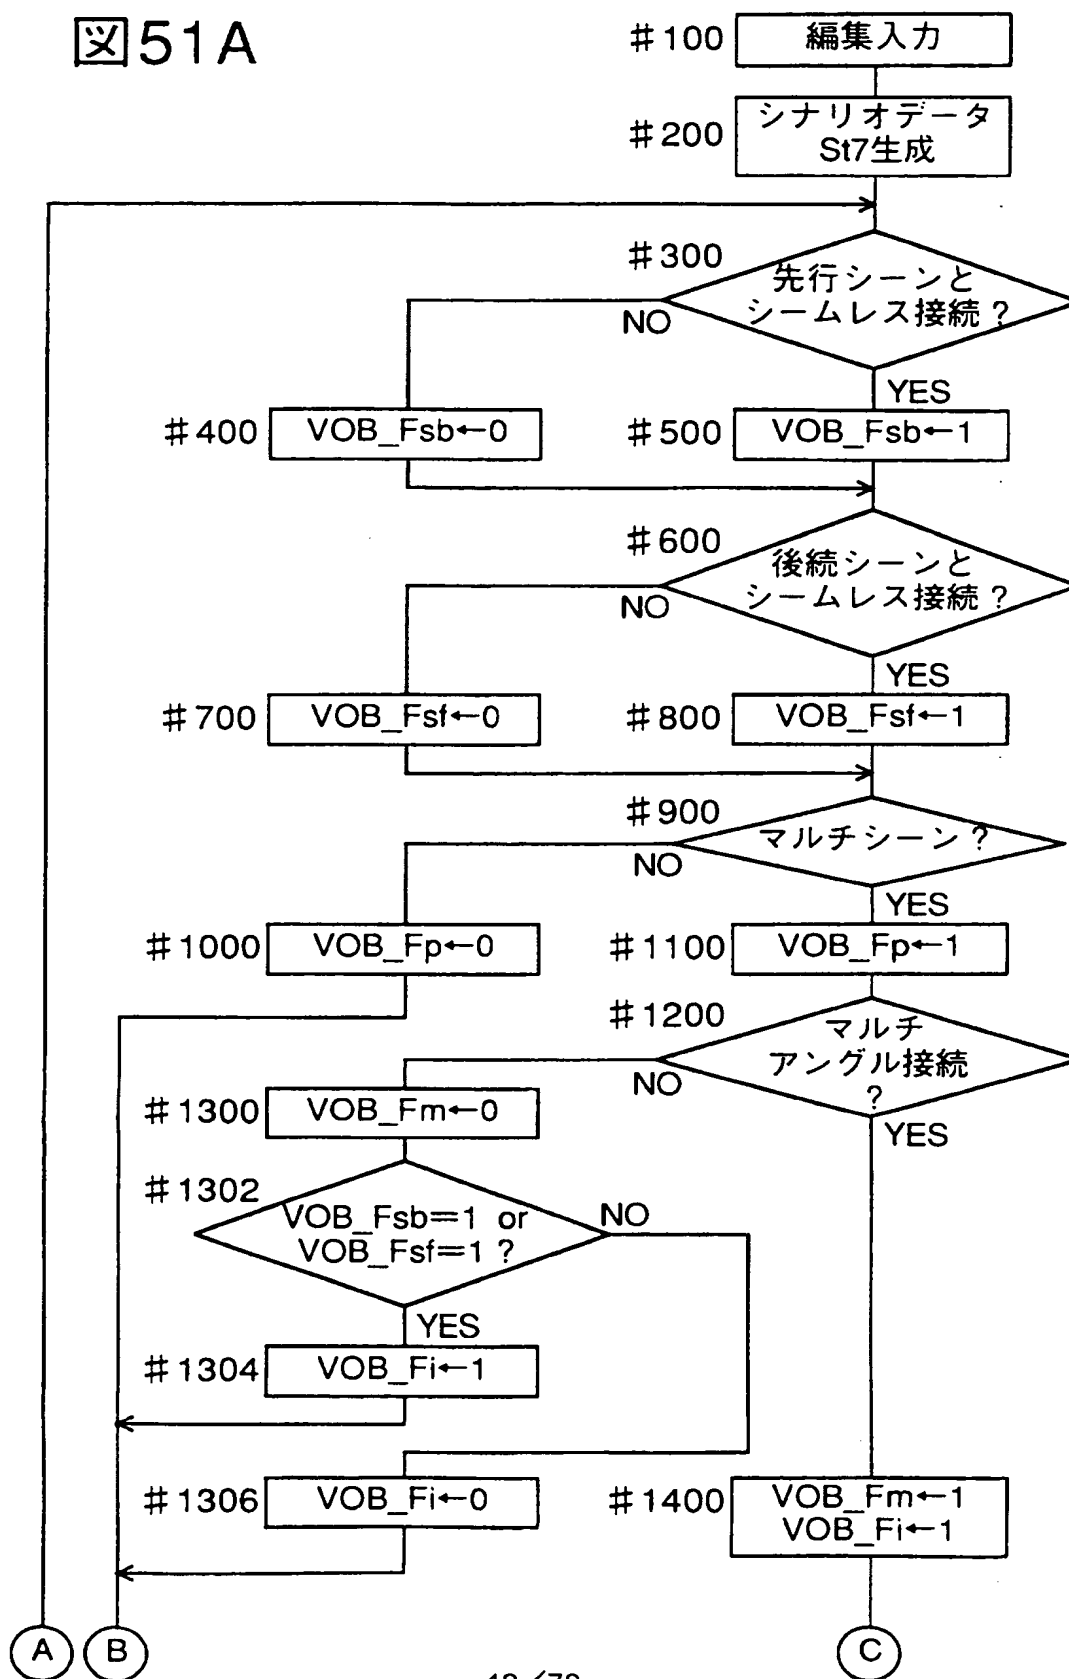 図51A
#100 編集入力
#200 シナリオデータ
St7生成
#300 先行シーンと
シームレス接続?
NO
YES
#400 VOB_Fsb←0
#500 VOB_Fsb←1
#600 後続シーンと
シームレス接続?
NO
YES
#700 VOB_Fsf←0
#800 VOB_Fsf←1
#900 マルチシーン?
NO
YES
#1000 VOB_Fp←0
#1100 VOB_Fp←1
#1200 マルチ
アングル接続
?
NO
YES
#1300 VOB_Fm←0
#1302 VOB_Fsb=1 or
VOB_Fsf=1 ?
NO
YES
#1304 VOB_Fi←1
#1306 VOB_Fi←0
#1400 VOB_Fm←1
VOB_Fi←1
A B C